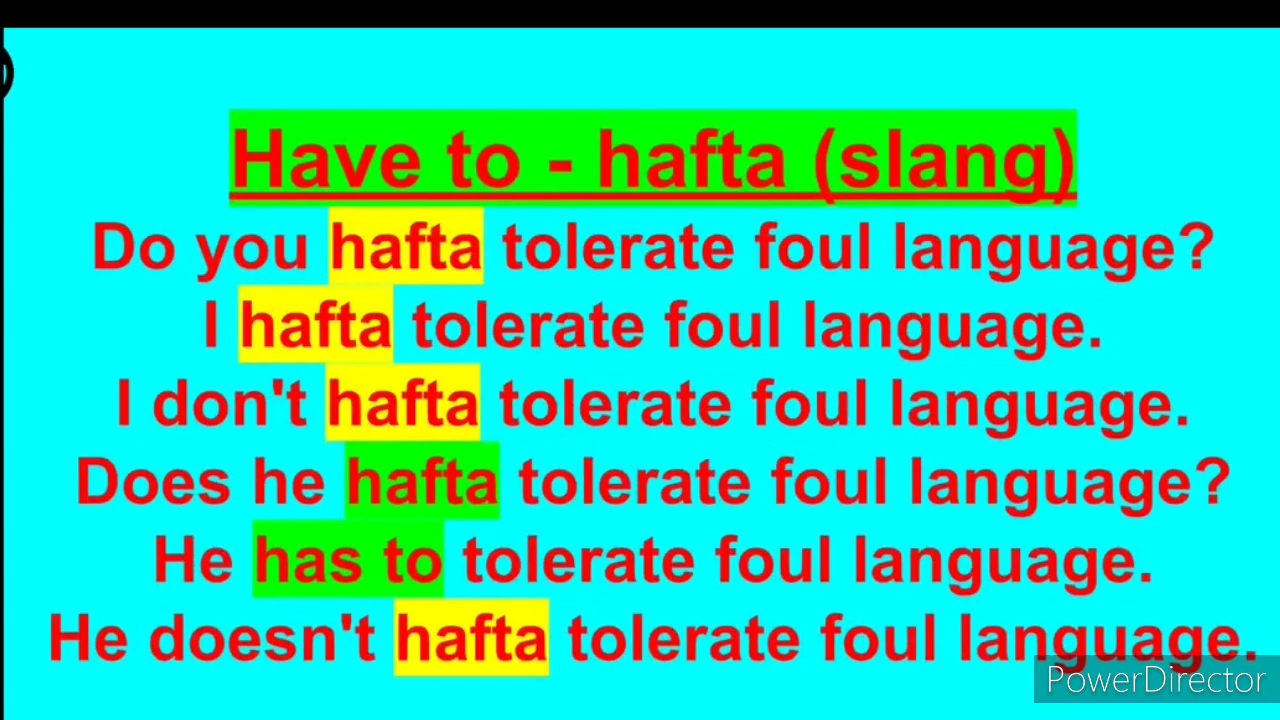 Have to - hafta (slang)
Do you hafta tolerate foul language?
I hafta tolerate foul language.
I don't hafta tolerate foul language.
Does he hafta tolerate foul language?
He has to tolerate foul language.
He doesn't hafta tolerate foul language.
PowerDirector